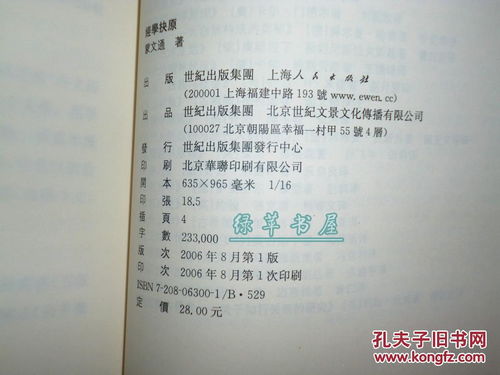 經學抉原
蒙文通 著
出 版 世紀出版集團 上海人民出版社
(200001 上海福建中路 193 號 www.ewen.cc)
出 品 世紀出版集團 北京世紀文景文化傳播有限公司
(100027 北京朝陽區幸福一村甲 55 號 4 層)
發 行 世紀出版集團發行中心
印 刷 北京華聯印刷有限公司
開 本 635×965 毫米 1/16
印 張 18.5
插 頁 4
字 數 233,000
版 次 2006 年 8 月第 1 版
印 次 2006 年 8 月第 1 次印刷
ISBN 7-208-06300-1/B·529
定 價 28.00 元
绿草书屋
孔夫子旧书网
www.kongfz.com